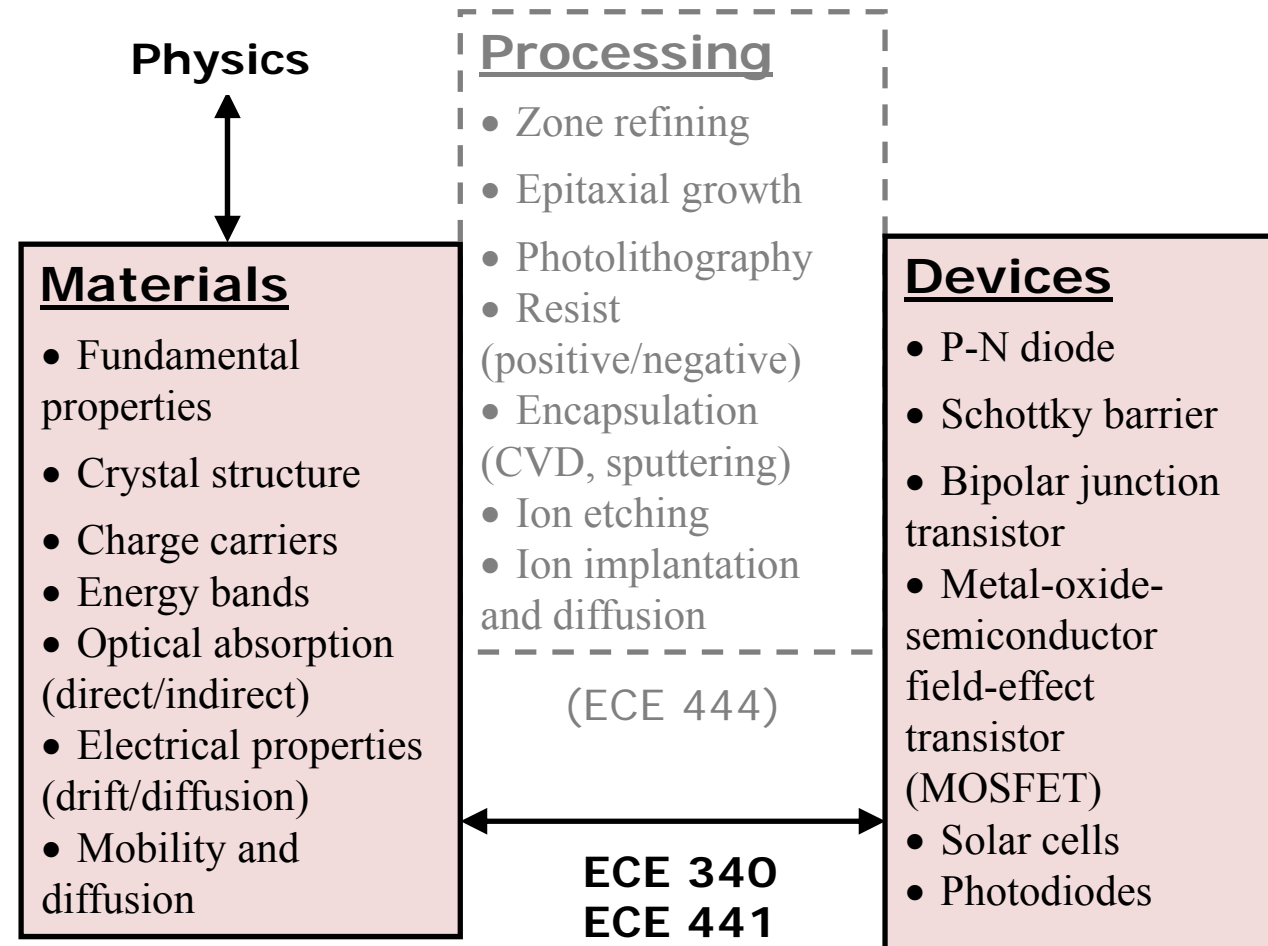 Physics
Processing
• Zone refining
• Epitaxial growth
• Photolithography
• Resist
(positive/negative)
• Encapsulation
(CVD, sputtering)
• Ion etching
• Ion implantation
and diffusion
(ECE 444)
Materials
• Fundamental
properties
• Crystal structure
• Charge carriers
• Energy bands
• Optical absorption
(direct/indirect)
• Electrical properties
(drift/diffusion)
• Mobility and
diffusion
ECE 340
ECE 441
Devices
• P-N diode
• Schottky barrier
• Bipolar junction
transistor
• Metal-oxide-
semiconductor
field-effect
transistor
(MOSFET)
• Solar cells
• Photodiodes